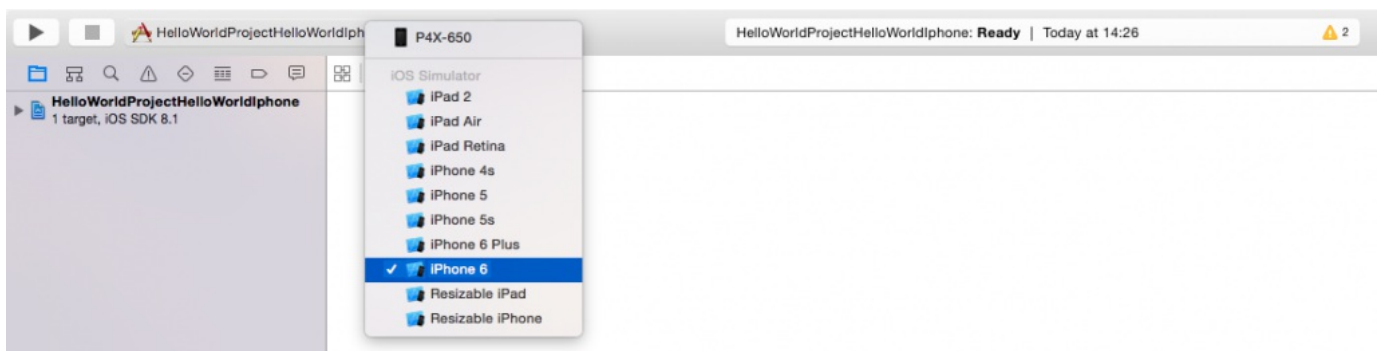 HelloWorldProjectHelloWorldIph
HelloWorldProjectHelloWorldIphone: Ready | Today at 14:26
2
HelloWorldProjectHelloWorldIphone
1 target, iOS SDK 8.1
P4X-650
iOS Simulator
iPad 2
iPad Air
iPad Retina
iPhone 4s
iPhone 5
iPhone 5s
iPhone 6 Plus
✓ iPhone 6
Resizable iPad
Resizable iPhone